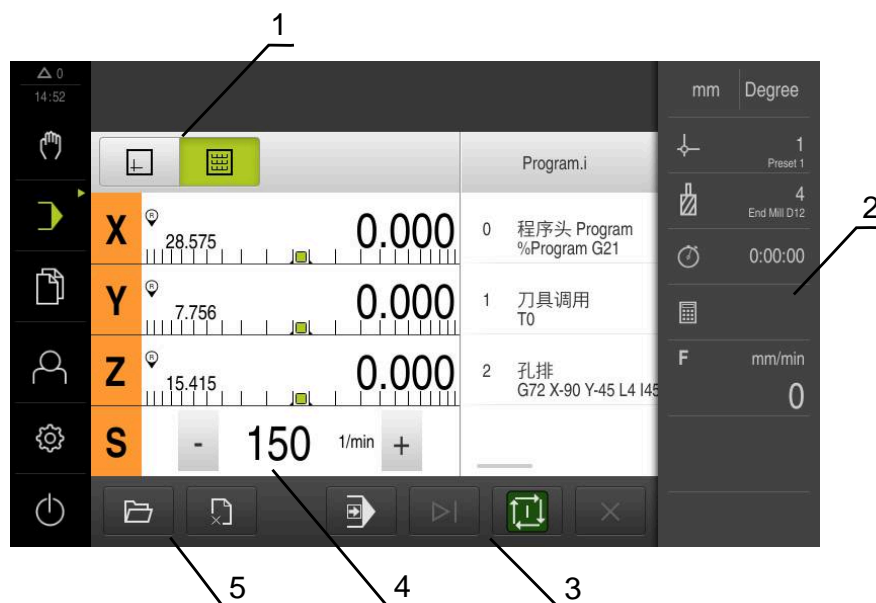 1
0
14:52
mm Degree
1
Preset 1
Program.i
4
End Mill D12
2
X
R
28.575
0.000
0 程序头 Program
%Program G21
0:00:00
Y
R
7.756
0.000
1 刀具调用
T0
Z
R
15.415
0.000
2 孔排
G72 X-90 Y-45 L4 I45
F mm/min
0
S
-
150
1/min
+
5
4
3